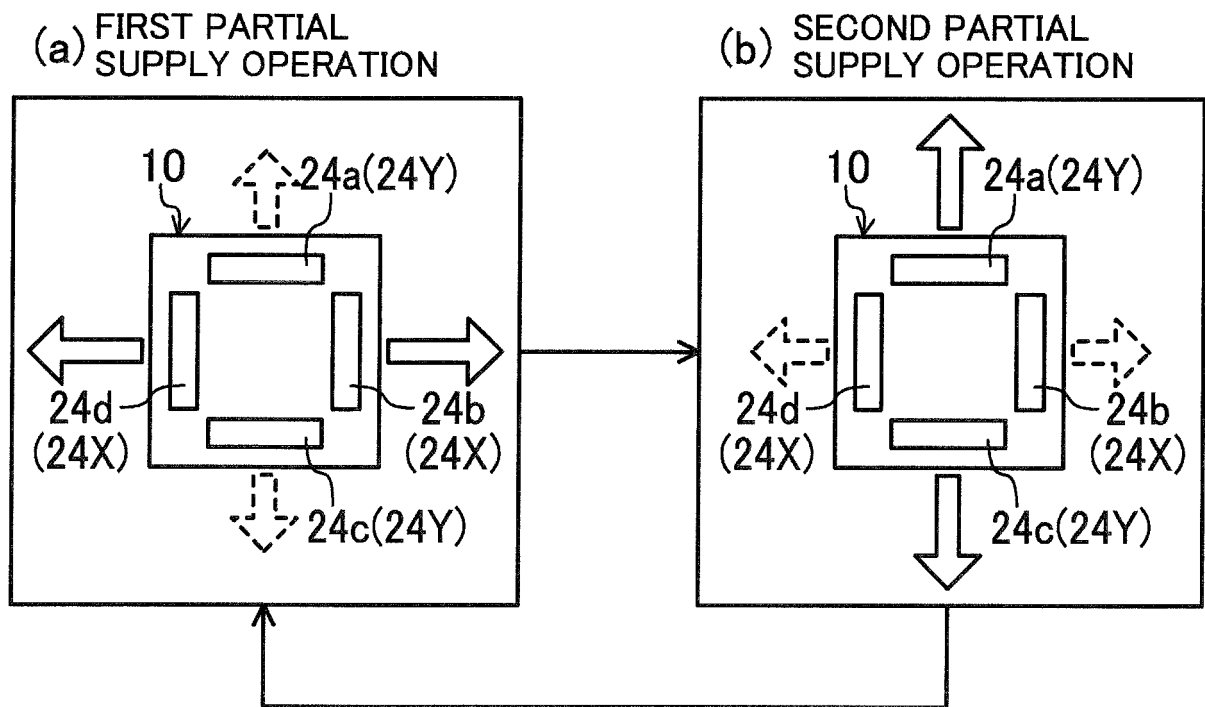 (a) FIRST PARTIAL
SUPPLY OPERATION
10
24a(24Y)
24d
(24X)
24b
(24X)
24c(24Y)
(b) SECOND PARTIAL
SUPPLY OPERATION
10
24a(24Y)
24d
(24X)
24b
(24X)
24c(24Y)